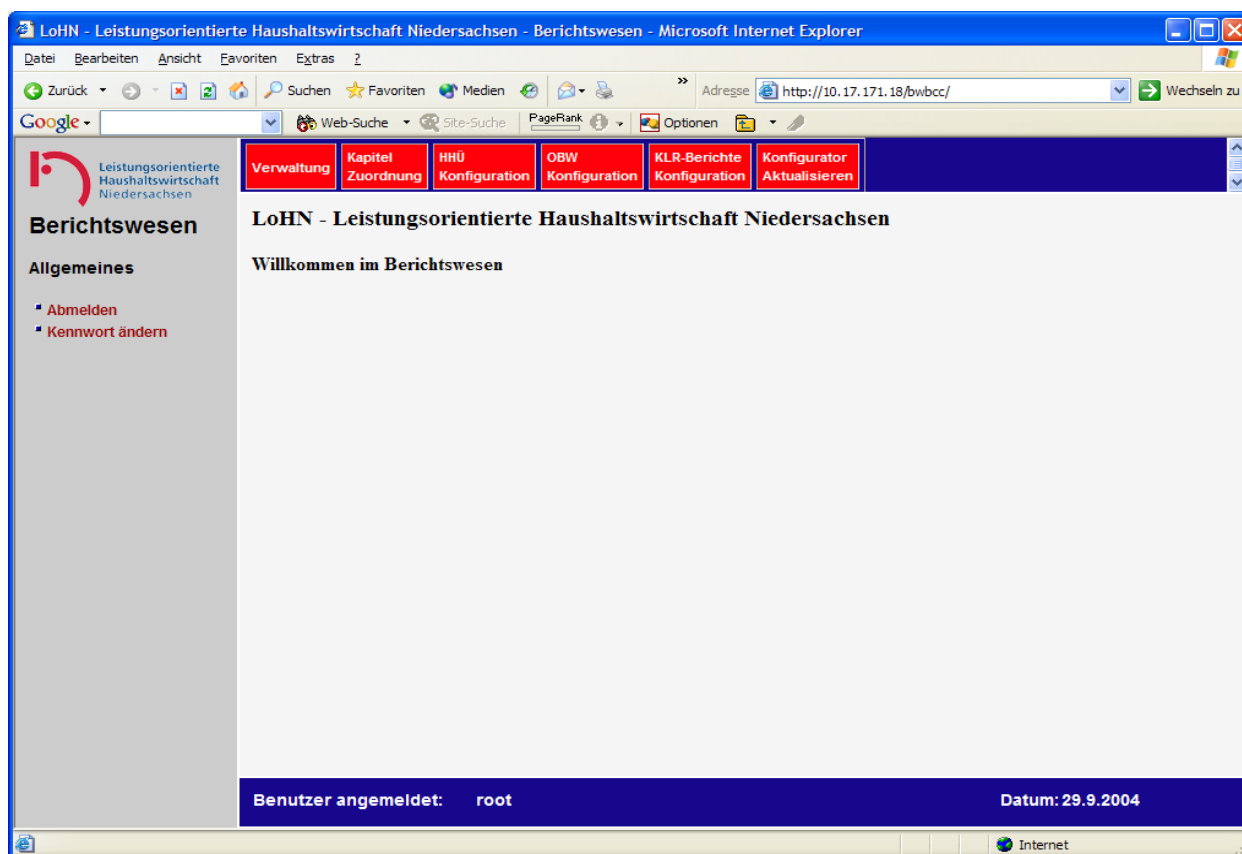 LoHN - Leistungsorientierte Haushaltswirtschaft Niedersachsen - Berichtswesen - Microsoft Internet Explorer
Datei Bearbeiten Ansicht Favoriten Extras ?
Zurück Suchen Favoriten Medien » Adresse http://10.17.171.18/bwbcc/ Wechseln zu
Google Web-Suche Site-Suche PageRank Optionen
Leistungsorientierte
Haushaltswirtschaft
Niedersachsen
Berichtswesen
Allgemeines
Abmelden
Kennwort ändern
Verwaltung
Kapitel
Zuordnung
HHÜ
Konfiguration
OBW
Konfiguration
KLR-Berichte
Konfiguration
Konfigurator
Aktualisieren
LoHN - Leistungsorientierte Haushaltswirtschaft Niedersachsen
Willkommen im Berichtswesen
Benutzer angemeldet: root Datum: 29.9.2004
Internet